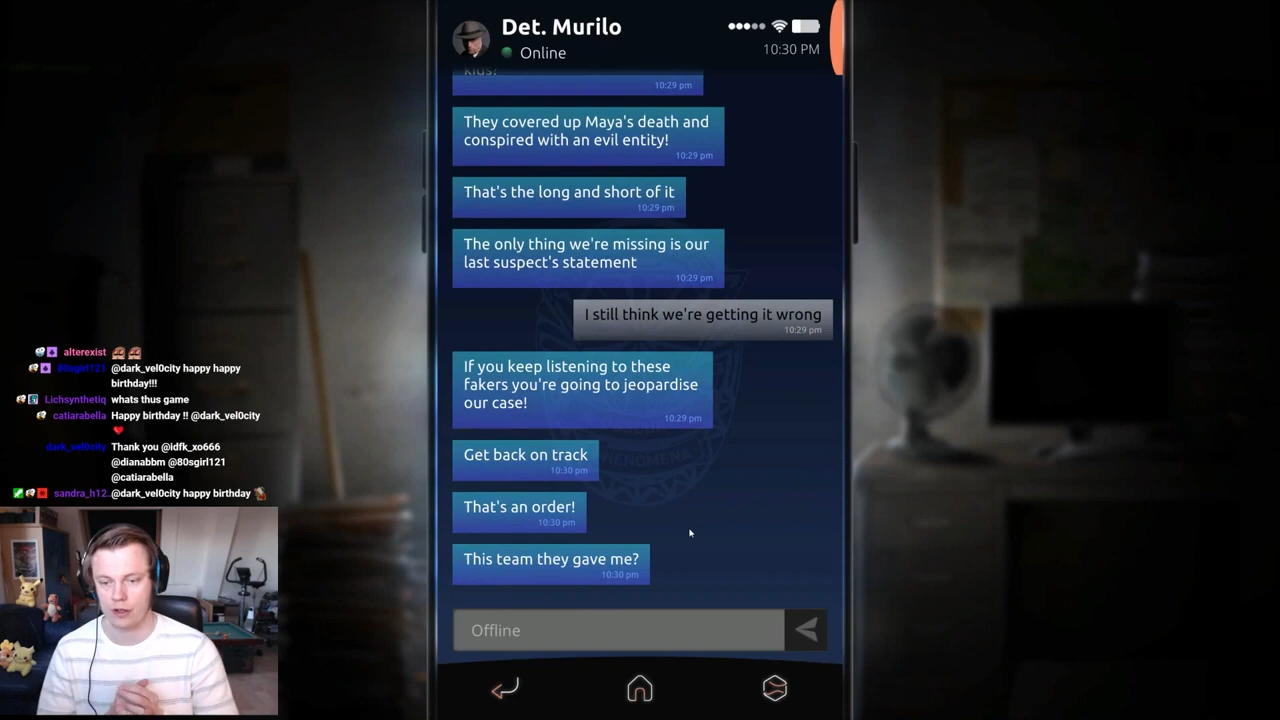 Det. Murilo
Online
10:30 PM
kids?
10:29 pm
They covered up Maya's death and
conspired with an evil entity!
10:29 pm
That's the long and short of it
10:29 pm
The only thing we're missing is our
last suspect's statement
10:29 pm
I still think we're getting it wrong
10:29 pm
If you keep listening to these
fakers you're going to jeopardise
our case!
10:29 pm
Get back on track
10:30 pm
That's an order!
10:30 pm
This team they gave me?
10:30 pm
Offline
alterexist
80sgirl121 @dark_vel0city happy happy
birthday!!!
Lichsynthetiq whats thus game
catiarabella Happy birthday !! @dark_vel0city
dark_vel0city Thank you @idfk_xo666
@dianabbm @80sgirl121
@catiarabella
sandra_h12.. @dark_vel0city happy birthday